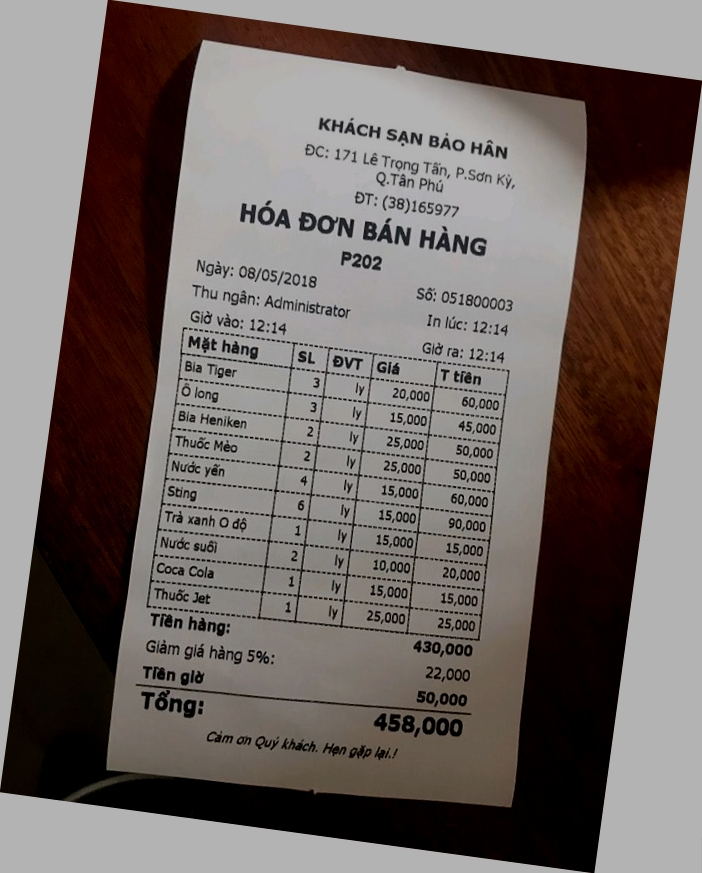 KHÁCH SẠN BẢO HÂN
ĐC: 171 Lê Trọng Tấn, P.Sơn Kỳ,
Q.Tân Phú
ĐT: (38)165977
HÓA ĐƠN BÁN HÀNG
P202
Ngày: 08/05/2018 Số: 051800003
Thu ngân: Administrator In lúc: 12:14
Giờ vào: 12:14 Giờ ra: 12:14
Mặt hàng SL ĐVT Giá T tiền
Bia Tiger 3 ly 20,000 60,000
Ô long 3 ly 15,000 45,000
Bia Heniken 2 ly 25,000 50,000
Thuốc Mèo 2 ly 25,000 50,000
Nước yến 4 ly 15,000 60,000
Sting 6 ly 15,000 90,000
Trà xanh O độ 1 ly 15,000 15,000
Nước suối 2 ly 10,000 20,000
Coca Cola 1 ly 15,000 15,000
Thuốc Jet 1 ly 25,000 25,000
Tiền hàng: 430,000
Giảm giá hàng 5%: 22,000
Tiền giờ 50,000
Tổng: 458,000
Cảm ơn Quý khách. Hẹn gặp lại.!